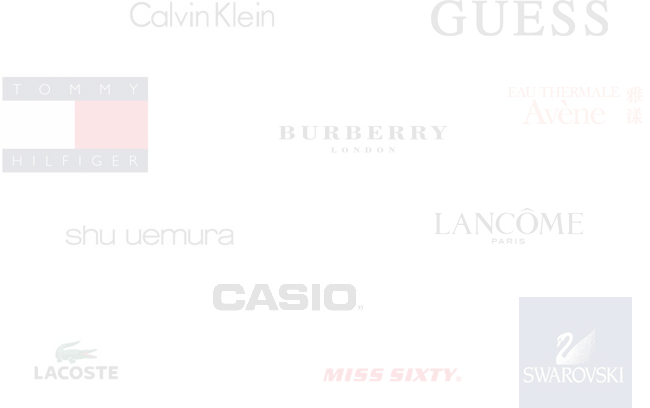 Calvin Klein
GUESS
TOMMY
HILFIGER
EAU THERMALE
Avène
雅漾
BURBERRY
LONDON
shu uemura
LANCÔME
PARIS
CASIO
LACOSTE
MISS SIXTY
SWAROVSKI